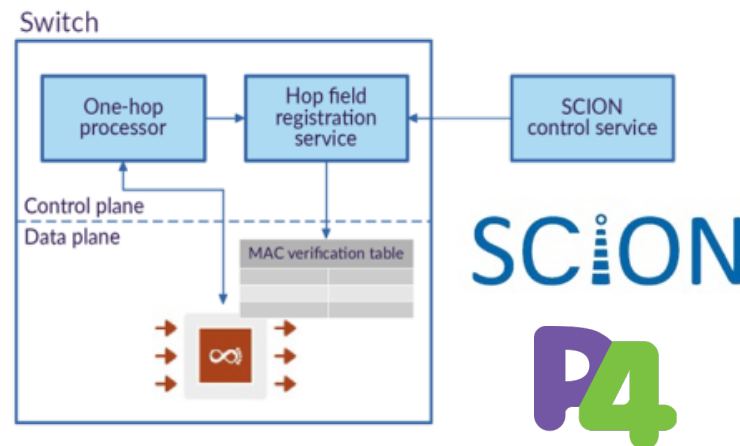 Switch
One-hop
processor
Hop field
registration
service
SCION
control service
Control plane
Data plane
MAC verification table
SCiON
P4